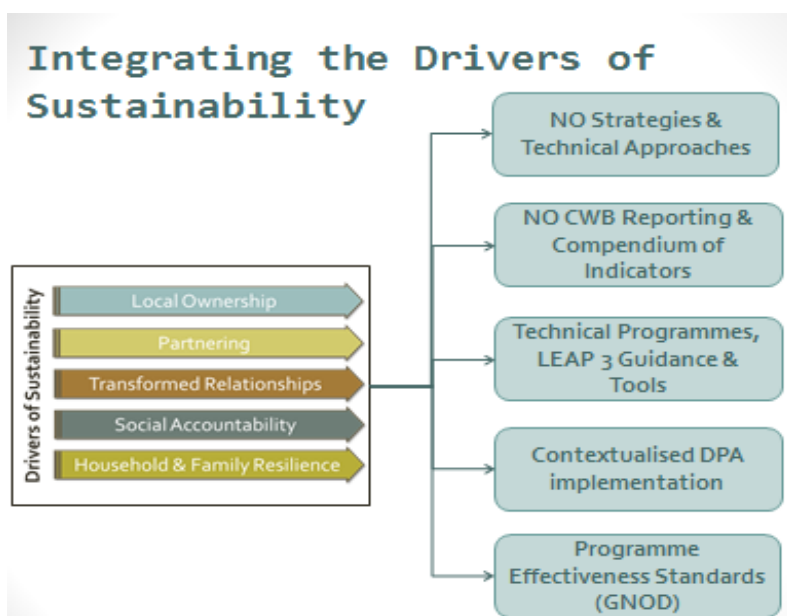 Integrating the Drivers of
Sustainability
Drivers of Sustainability
Local Ownership
Partnering
Transformed Relationships
Social Accountability
Household & Family Resilience
NO Strategies &
Technical Approaches
NO CWB Reporting &
Compendium of
Indicators
Technical Programmes,
LEAP 3 Guidance &
Tools
Contextualised DPA
implementation
Programme
Effectiveness Standards
(GNOD)